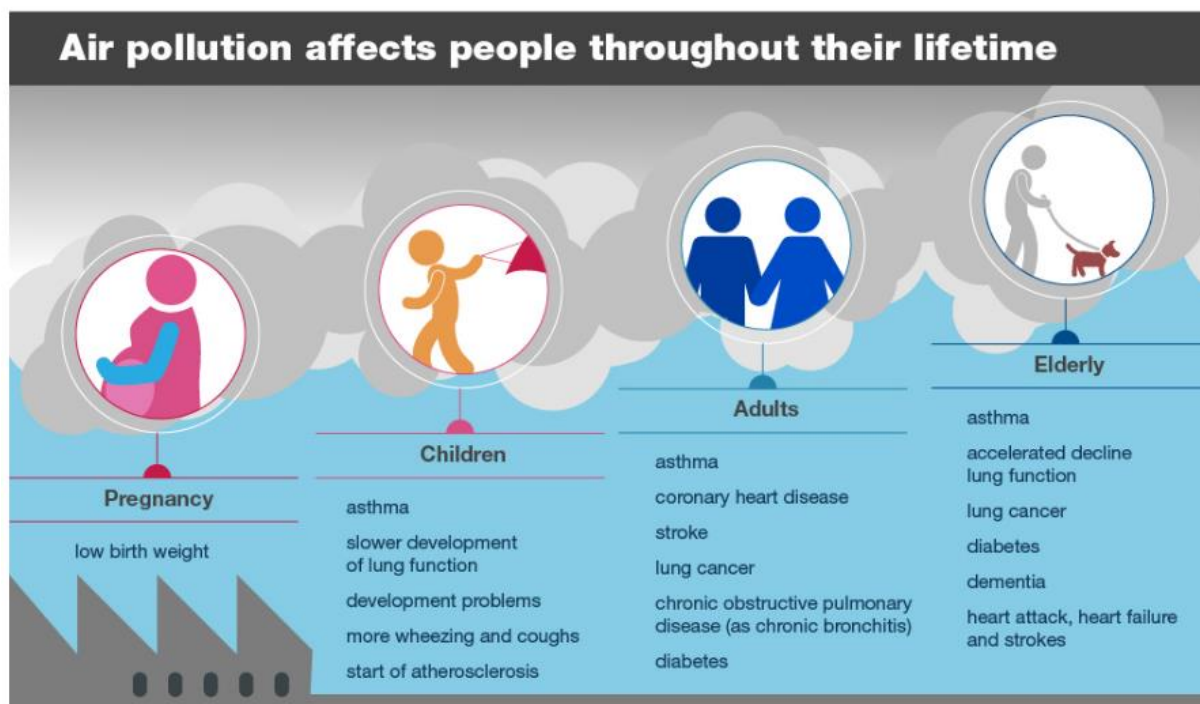 Air pollution affects people throughout their lifetime
Pregnancy
low birth weight
Children
asthma
slower development
of lung function
development problems
more wheezing and coughs
start of atherosclerosis
Adults
asthma
coronary heart disease
stroke
lung cancer
chronic obstructive pulmonary
disease (as chronic bronchitis)
diabetes
Elderly
asthma
accelerated decline
lung function
lung cancer
diabetes
dementia
heart attack, heart failure
and strokes